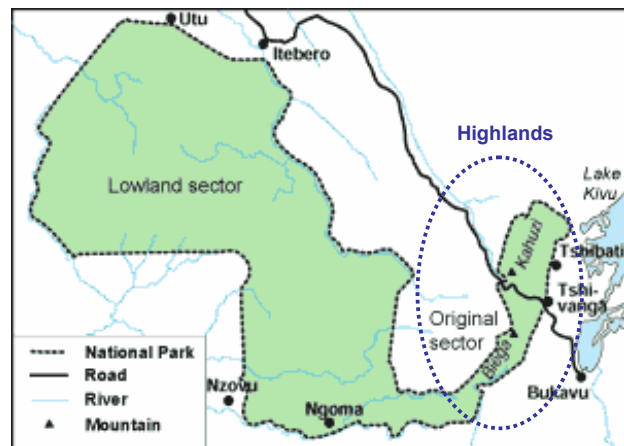 Utu
Itebero
Highlands
Lake
Kivu
Lowland sector
Kahuzi
Tshibati
Tshi-
vanga
Original
sector
Biega
National Park
Road
River
Mountain
Nzovu
Ngoma
Bukavu